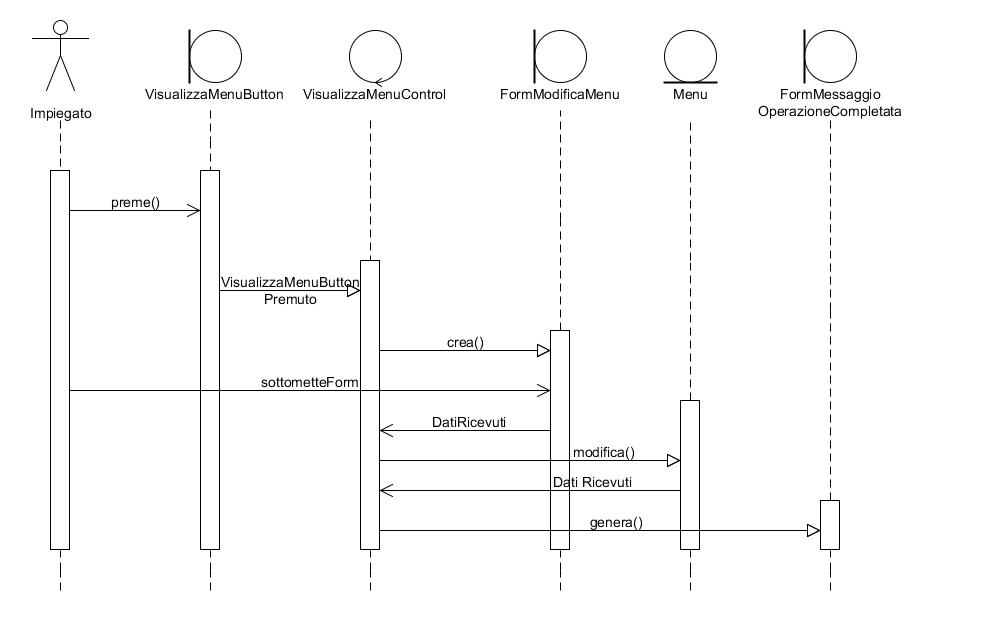 Impiegato
VisualizzaMenuButton
VisualizzaMenuControl
FormModificaMenu
Menu
FormMessaggio
OperazioneCompletata
preme()
VisualizzaMenuButton
Premuto
crea()
sottometteForm
DatiRicevuti
modifica()
Dati Ricevuti
genera()